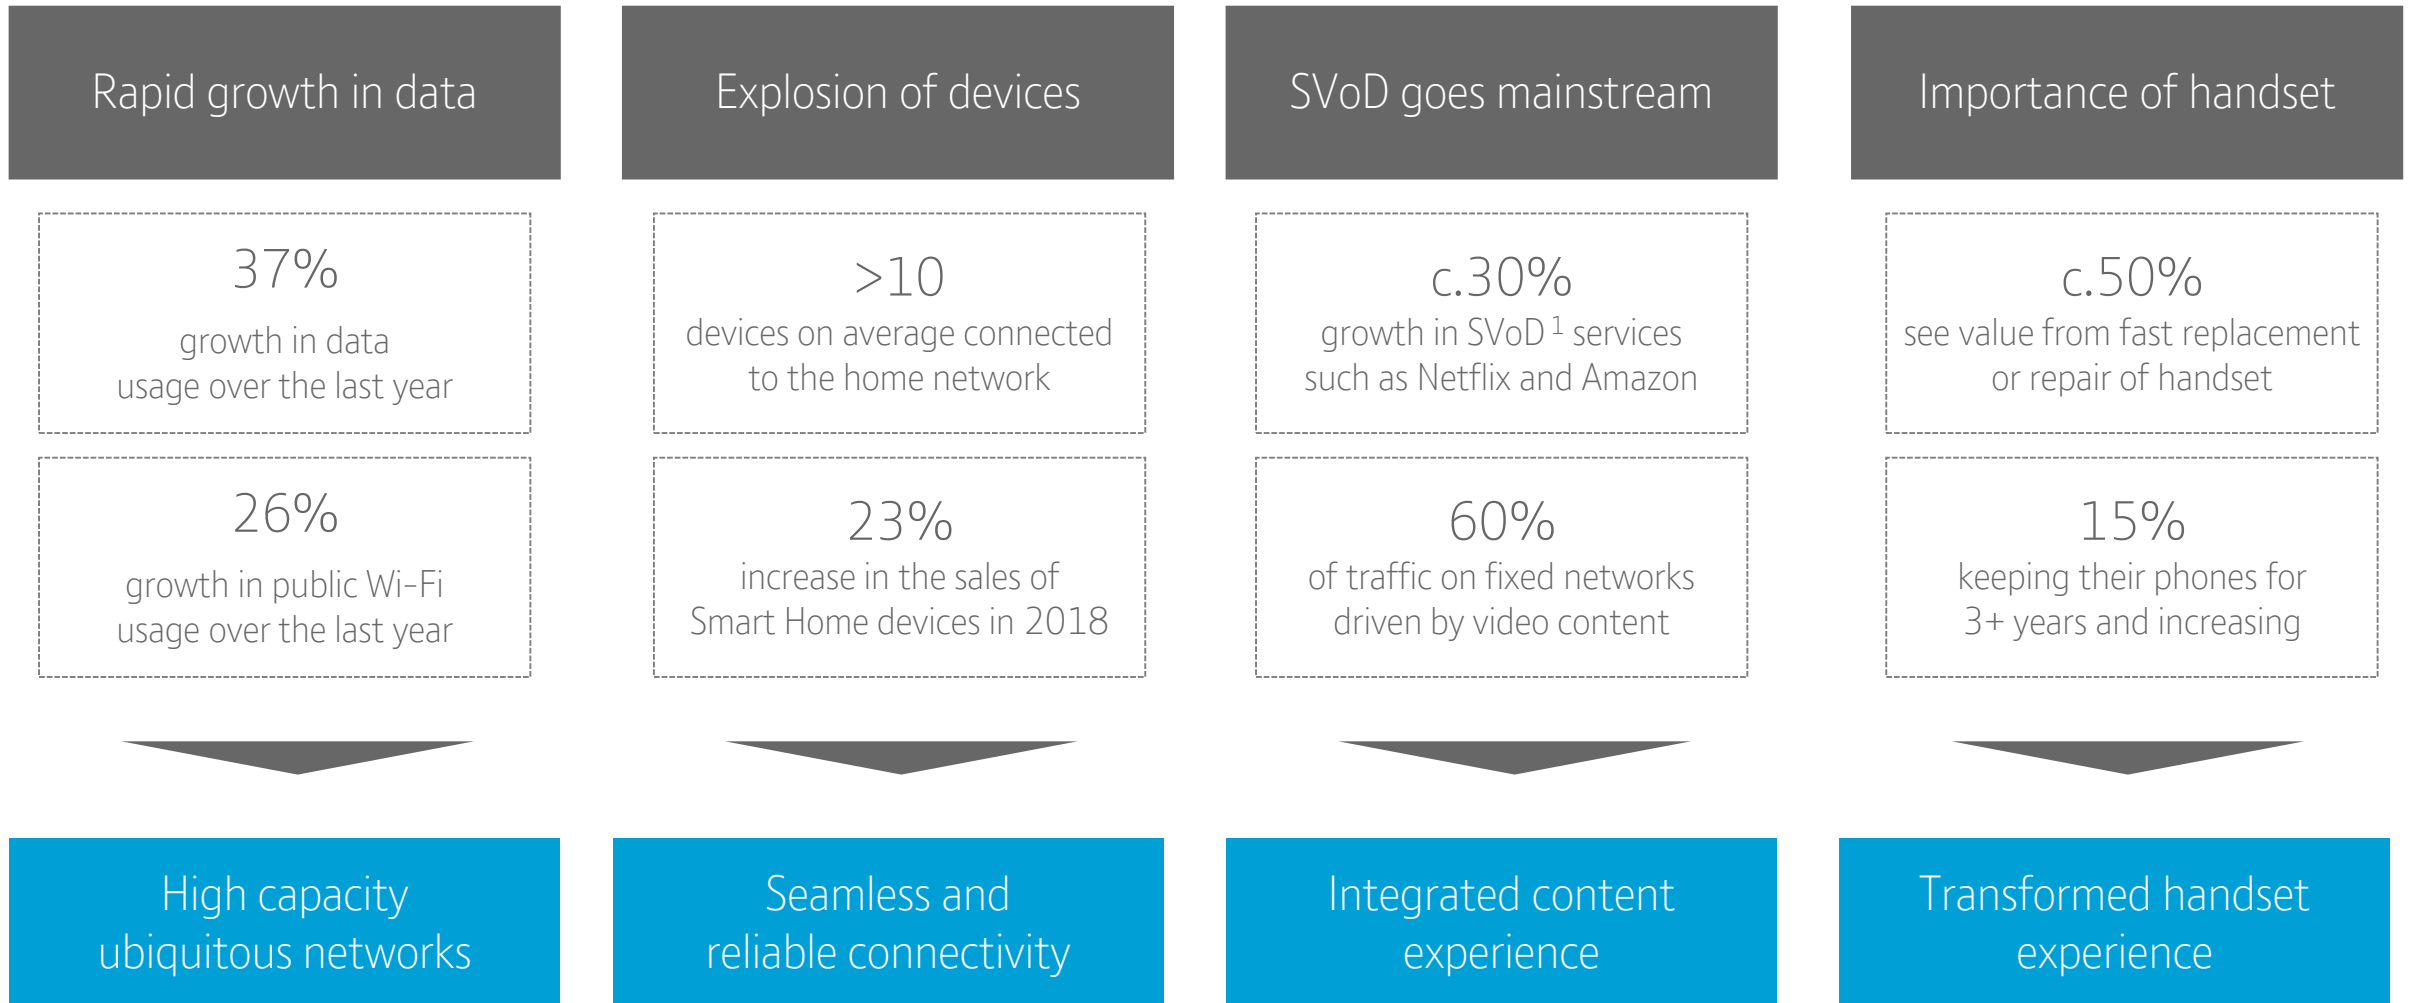 Rapid growth in data
37%
growth in data
usage over the last year
26%
growth in public Wi-Fi
usage over the last year
High capacity
ubiquitous networks
Explosion of devices
>10
devices on average connected
to the home network
23%
increase in the sales of
Smart Home devices in 2018
Seamless and
reliable connectivity
SVoD goes mainstream
c.30%
growth in SVoD 1 services
such as Netflix and Amazon
60%
of traffic on fixed networks
driven by video content
Integrated content
experience
Importance of handset
c.50%
see value from fast replacement
or repair of handset
15%
keeping their phones for
3+ years and increasing
Transformed handset
experience